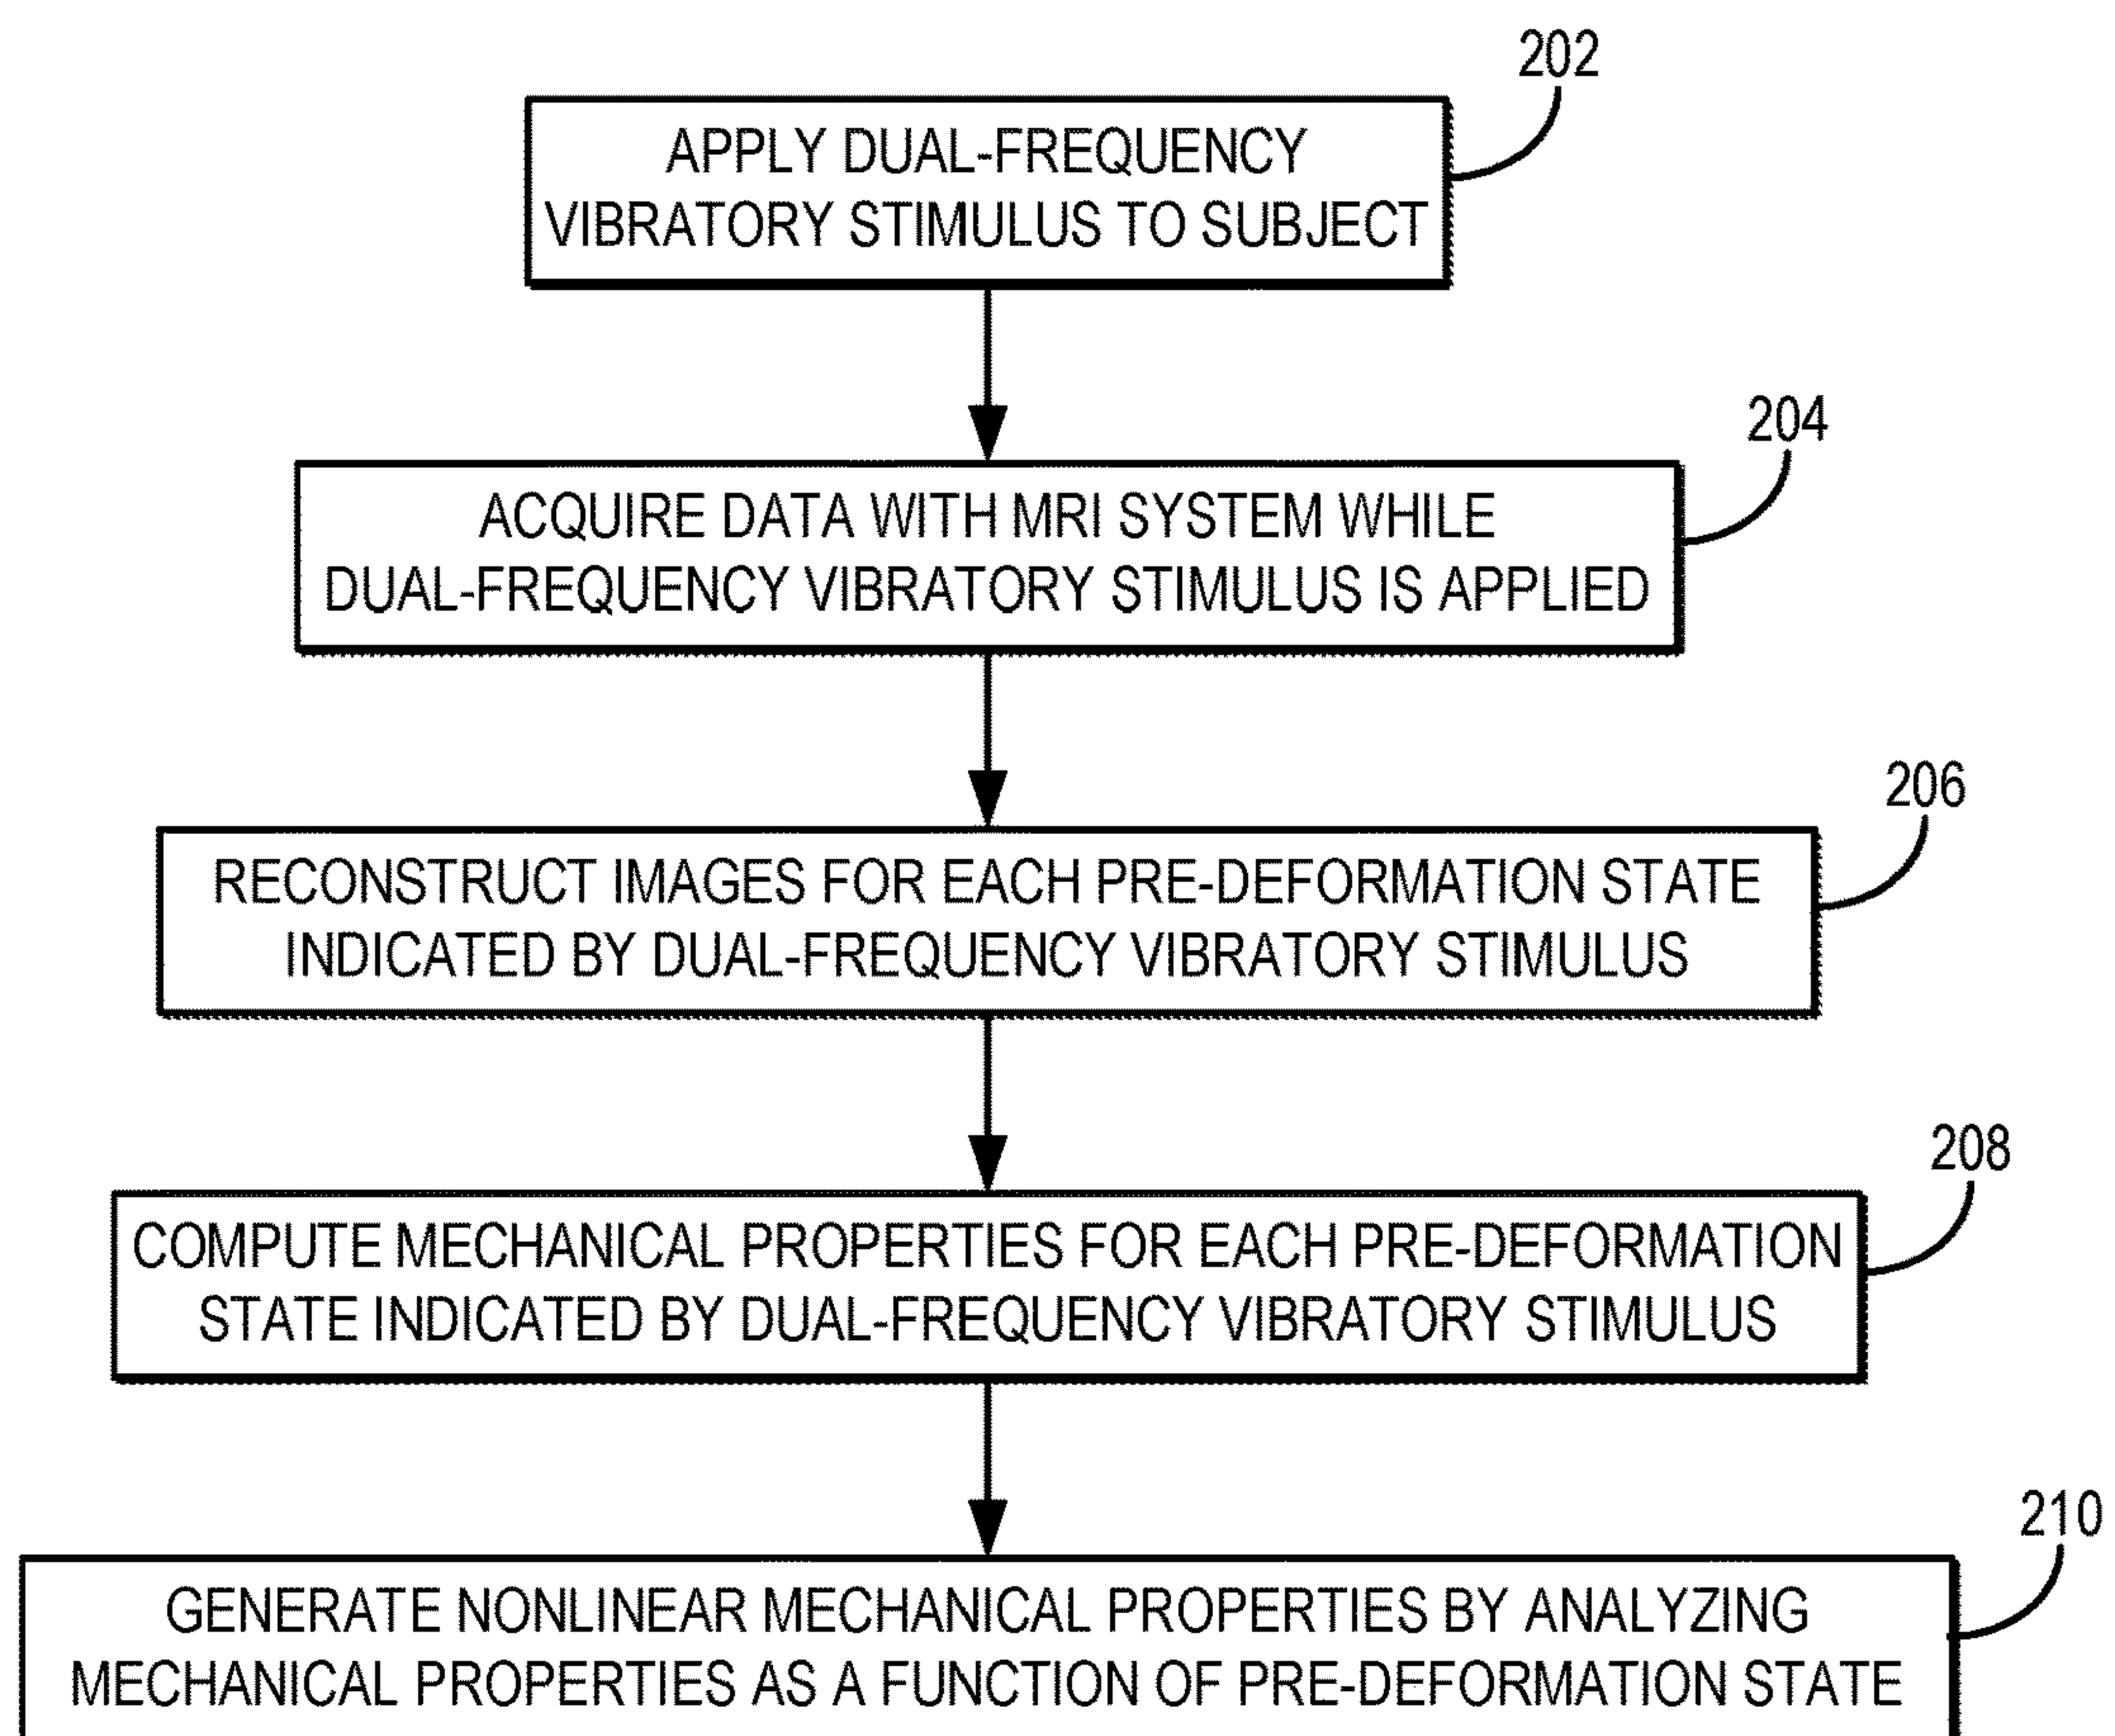 202
APPLY DUAL-FREQUENCY
VIBRATORY STIMULUS TO SUBJECT
204
ACQUIRE DATA WITH MRI SYSTEM WHILE
DUAL-FREQUENCY VIBRATORY STIMULUS IS APPLIED
206
RECONSTRUCT IMAGES FOR EACH PRE-DEFORMATION STATE
INDICATED BY DUAL-FREQUENCY VIBRATORY STIMULUS
208
COMPUTE MECHANICAL PROPERTIES FOR EACH PRE-DEFORMATION
STATE INDICATED BY DUAL-FREQUENCY VIBRATORY STIMULUS
210
GENERATE NONLINEAR MECHANICAL PROPERTIES BY ANALYZING
MECHANICAL PROPERTIES AS A FUNCTION OF PRE-DEFORMATION STATE